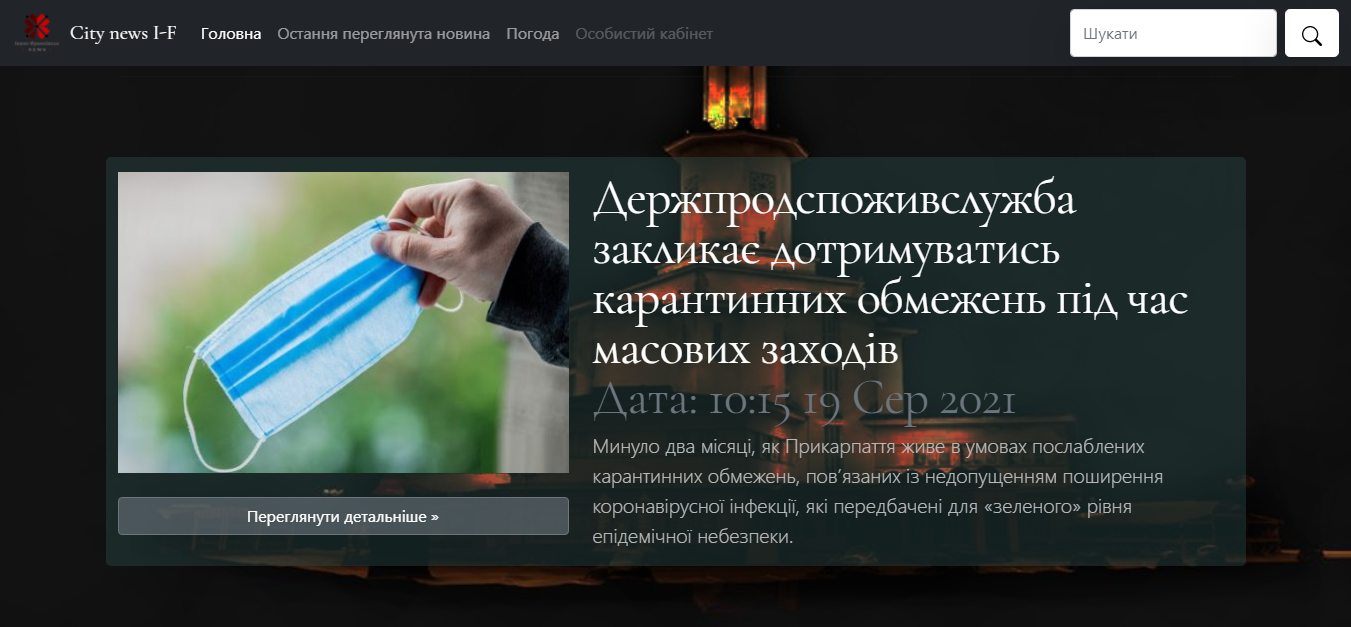 City news I-F
Головна
Остання переглянута новина
Погода
Особистий кабінет
Шукати
Держпродспоживслужба
закликає дотримуватись
карантинних обмежень під час
масових заходів
Дата: 10:15 19 Сер 2021
Минуло два місяці, як Прикарпаття живе в умовах послаблених
карантинних обмежень, пов’язаних із недопущенням поширення
коронавірусної інфекції, які передбачені для «зеленого» рівня
епідемічної небезпеки.
Переглянути детальніше »